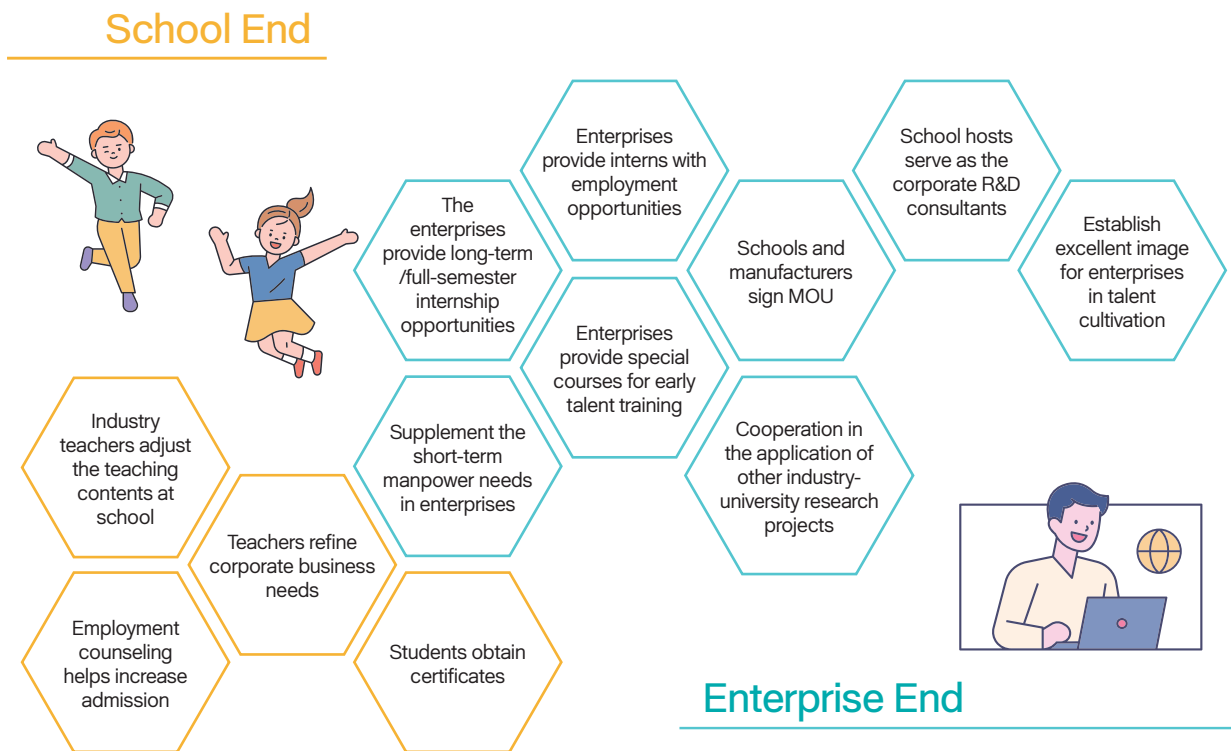 School End
Enterprises
provide interns with
employment
opportunities
School hosts
serve as the
corporate R&D
consultants
The
enterprises
provide long-term
/full-semester
internship
opportunities
Schools and
manufacturers
sign MOU
Establish
excellent image
for enterprises
in talent
cultivation
Enterprises
provide special
courses for early
talent training
Industry
teachers adjust
the teaching
contents at
school
Supplement the
short-term
manpower needs
in enterprises
Cooperation in
the application of
other industry-
university research
projects
Teachers refine
corporate business
needs
Employment
counseling
helps increase
admission
Students obtain
certificates
Enterprise End